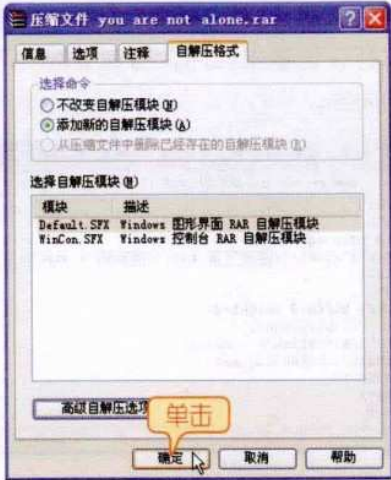 压缩文件 you are not alone.rar
信息 选项 注释 自解压格式
选择命令
不改变自解压模块(N)
添加新的自解压模块(A)
从压缩文件中删除已经存在的自解压模块(R)
选择自解压模块(M)
模块 描述
Default.SFX Windows 图形界面 RAR 自解压模块
WinCon.SFX Windows 控制台 RAR 自解压模块
高级自解压选项
单击
确定 取消 帮助